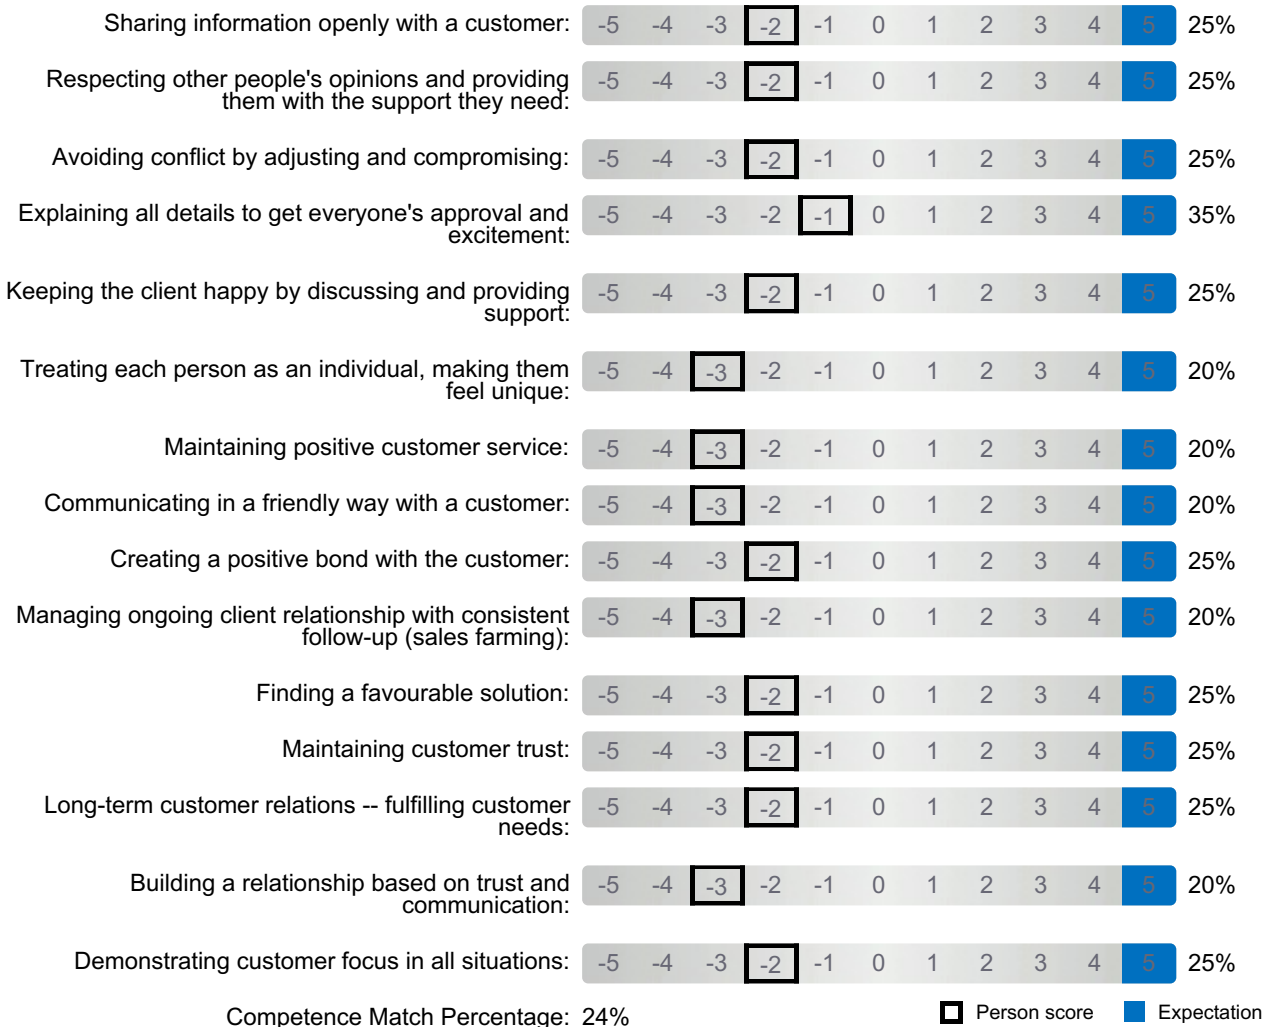 Sharing information openly with a customer: -5 -4 -3 -2 -1 0 1 2 3 4 5 25%
Respecting other people's opinions and providing
them with the support they need: -5 -4 -3 -2 -1 0 1 2 3 4 5 25%
Avoiding conflict by adjusting and compromising: -5 -4 -3 -2 -1 0 1 2 3 4 5 25%
Explaining all details to get everyone's approval and
excitement: -5 -4 -3 -2 -1 0 1 2 3 4 5 35%
Keeping the client happy by discussing and providing
support: -5 -4 -3 -2 -1 0 1 2 3 4 5 25%
Treating each person as an individual, making them
feel unique: -5 -4 -3 -2 -1 0 1 2 3 4 5 20%
Maintaining positive customer service: -5 -4 -3 -2 -1 0 1 2 3 4 5 20%
Communicating in a friendly way with a customer: -5 -4 -3 -2 -1 0 1 2 3 4 5 20%
Creating a positive bond with the customer: -5 -4 -3 -2 -1 0 1 2 3 4 5 25%
Managing ongoing client relationship with consistent
follow-up (sales farming): -5 -4 -3 -2 -1 0 1 2 3 4 5 20%
Finding a favourable solution: -5 -4 -3 -2 -1 0 1 2 3 4 5 25%
Maintaining customer trust: -5 -4 -3 -2 -1 0 1 2 3 4 5 25%
Long-term customer relations -- fulfilling customer
needs: -5 -4 -3 -2 -1 0 1 2 3 4 5 25%
Building a relationship based on trust and
communication: -5 -4 -3 -2 -1 0 1 2 3 4 5 20%
Demonstrating customer focus in all situations: -5 -4 -3 -2 -1 0 1 2 3 4 5 25%
Competence Match Percentage: 24% Person score Expectation